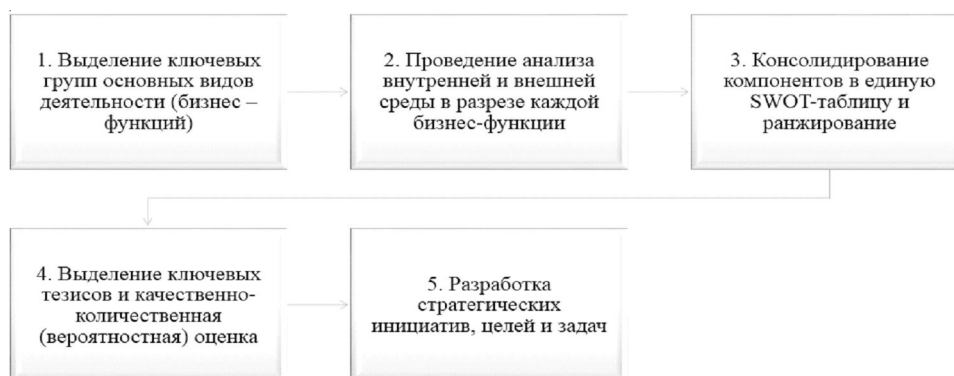 1. Выделение ключевых
групп основных видов
деятельности (бизнес –
функций)
2. Проведение анализа
внутренней и внешней
среды в разрезе каждой
бизнес-функции
3. Консолидирование
компонентов в единую
SWOT-таблицу и
ранжирование
4. Выделение ключевых
тезисов и качественно-
количественная
(вероятностная) оценка
5. Разработка
стратегических
инициатив, целей и задач